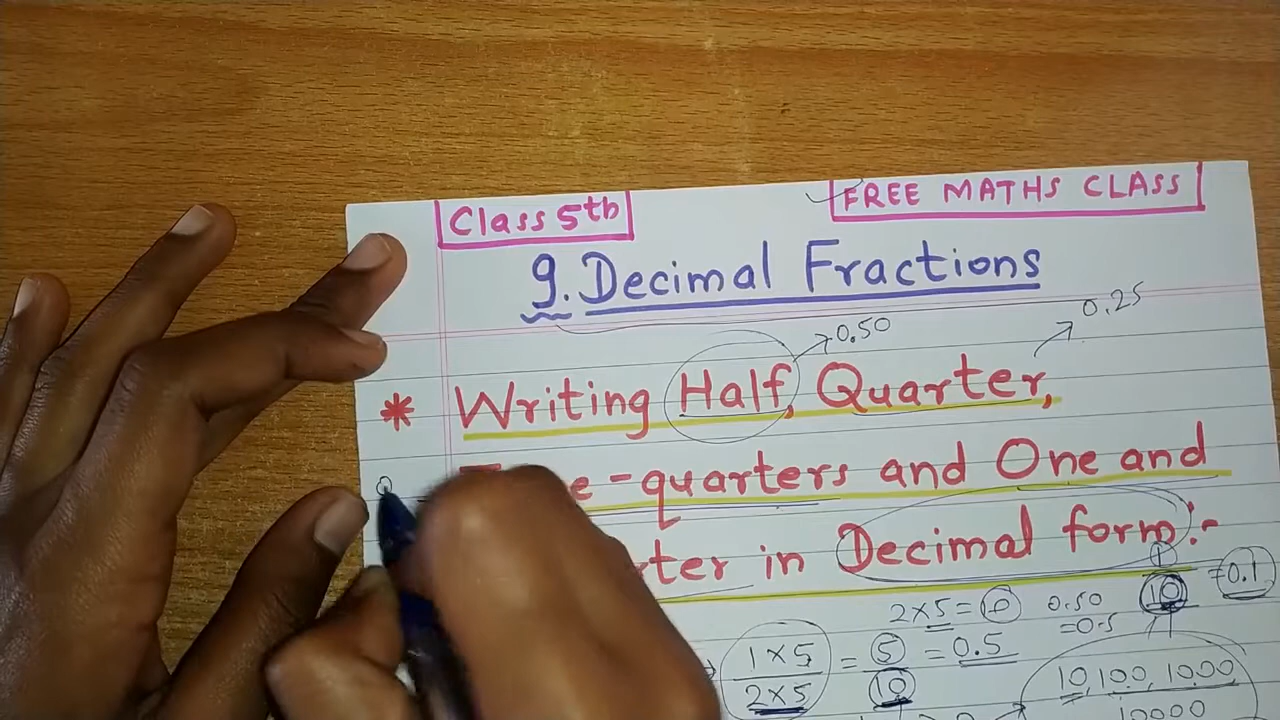 Class 5th
FREE MATHS CLASS
9. Decimal Fractions
0.50
0.25
* Writing Half, Quarter,
-quarters and One and
in Decimal form:-
2×5=10
0.50
=0.5
1
10
=0.1
1×5
2×5
= 5
10
= 0.5
10,100,1000
10000